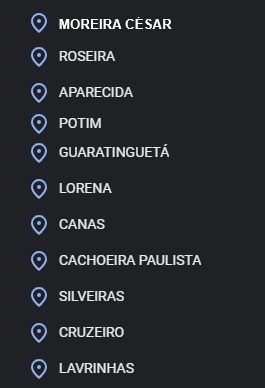 MOREIRA CÉSAR
ROSEIRA
APARECIDA
POTIM
GUARATINGUETÁ
LORENA
CANAS
CACHOEIRA PAULISTA
SILVEIRAS
CRUZEIRO
LAVRINHAS